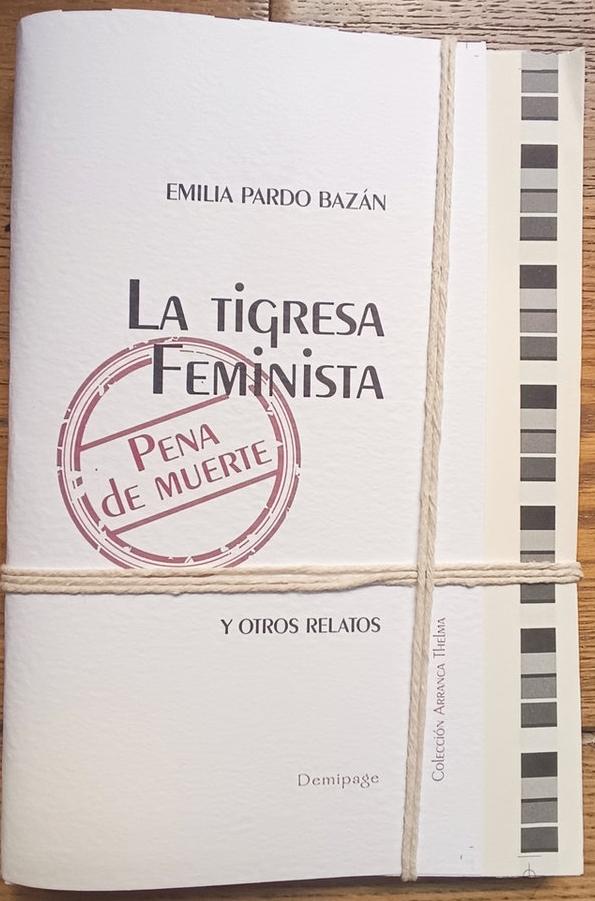 EMILIA PARDO BAZÁN
LA TIGRESA
FEMINISTA
PENA
de MUERTE
Y OTROS RELATOS
Colección Arranca Thelma
Demipage